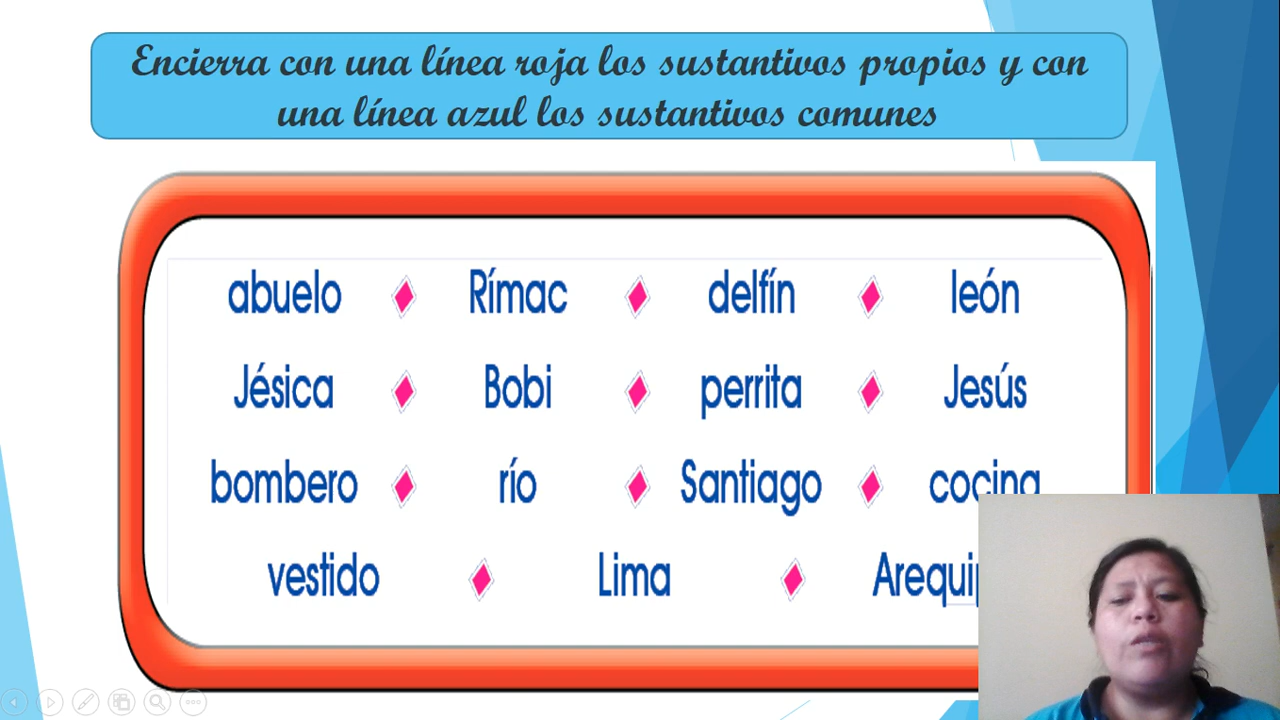 Encierra con una línea roja los sustantivos propios y con
una línea azul los sustantivos comunes
abuelo Rímac delfín león
Jésica Bobi perrita Jesús
bombero río Santiago cocina
vestido Lima